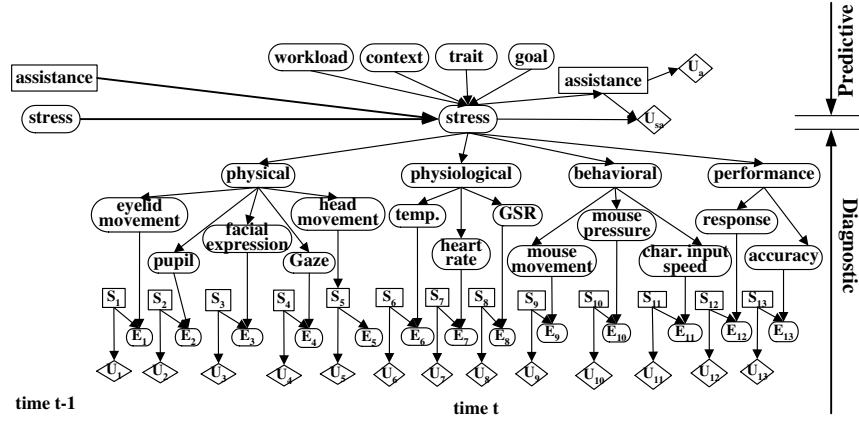 workload context trait goal
assistance
assistance
U_a
Predictive
stress
stress
U_sa
physical physiological behavioral performance
eyelid movement
head movement
temp.
GSR
mouse pressure
response
facial expression
pupil
Gaze
heart rate
mouse movement
char. input speed
accuracy
Diagnostic
S_1 S_2 S_3 S_4 S_5 S_6 S_7 S_8 S_9 S_10 S_11 S_12 S_13
E_1 E_2 E_3 E_4 E_5 E_6 E_7 E_8 E_9 E_10 E_11 E_12 E_13
U_1 U_2 U_3 U_4 U_5 U_6 U_7 U_8 U_9 U_10 U_11 U_12 U_13
time t-1
time t